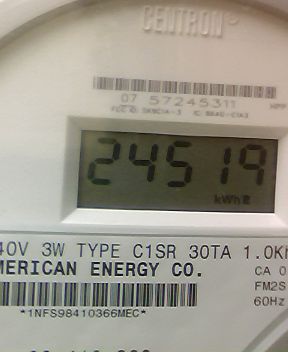 CENTRON
07 57245311
24519
kWh
40V 3W TYPE C1SR 30TA 1.0Kh
MERICAN ENERGY CO.
CA 0
FM2S
60Hz
*1NFS98410366MEC*